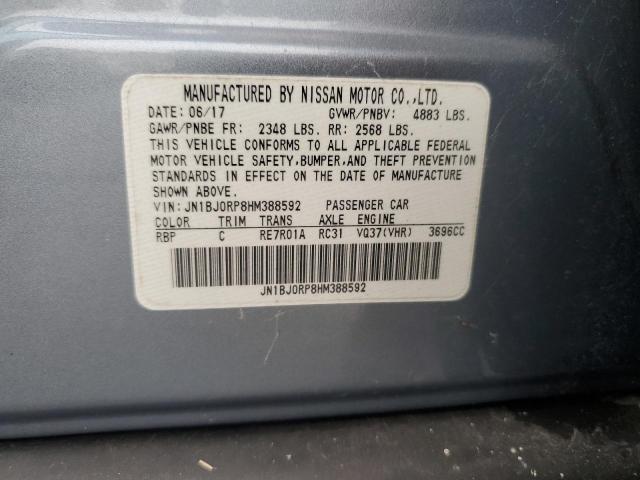 MANUFACTURED BY NISSAN MOTOR CO.,LTD.
DATE: 06/17 GVWR/PNBV: 4883 LBS.
GAWR/PNBE FR: 2348 LBS. RR: 2568 LBS.
THIS VEHICLE CONFORMS TO ALL APPLICABLE FEDERAL
MOTOR VEHICLE SAFETY,BUMPER,AND THEFT PREVENTION
STANDARDS IN EFFECT ON THE DATE OF MANUFACTURE
SHOWN ABOVE.
VIN:JN1BJ0RP8HM388592 PASSENGER CAR
COLOR TRIM TRANS AXLE ENGINE
RBP C RE7R01A RC31 VQ37(VHR) 3696CC
JN1BJ0RP8HM388592